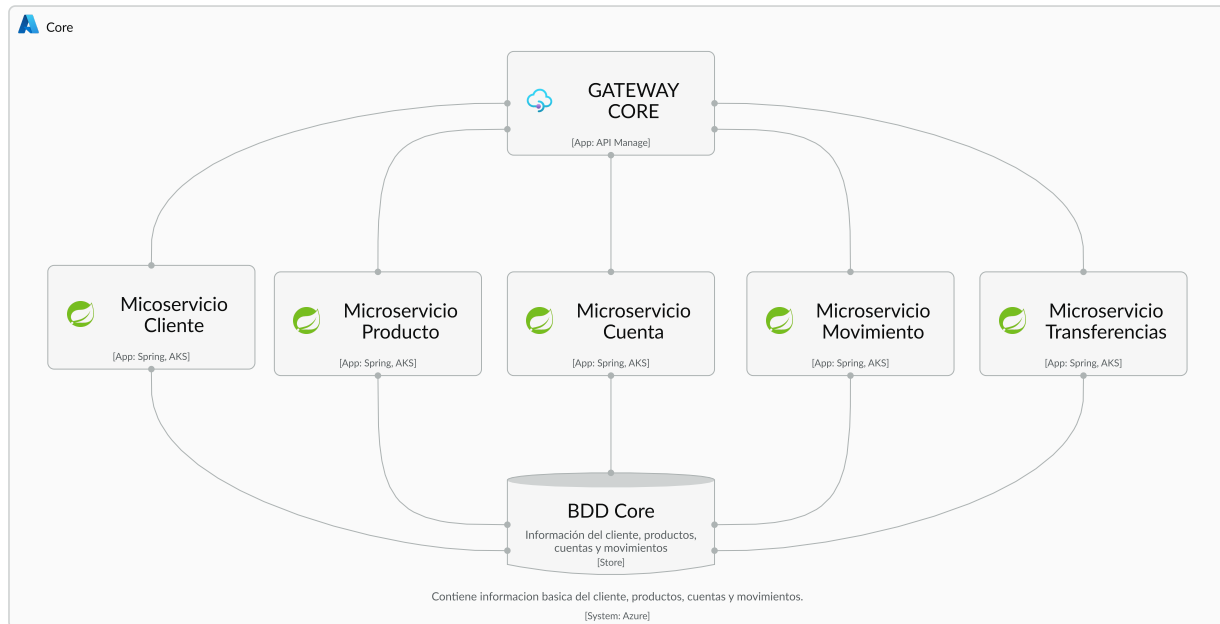 Core
GATEWAY
CORE
[App: API Manage]
Micoservicio
Cliente
[App: Spring, AKS]
Microservicio
Producto
[App: Spring, AKS]
Microservicio
Cuenta
[App: Spring, AKS]
Microservicio
Movimiento
[App: Spring, AKS]
Microservicio
Transferencias
[App: Spring, AKS]
BDD Core
Información del cliente, productos,
cuentas y movimientos
[Store]
Contiene informacion basica del cliente, productos, cuentas y movimientos.
[System: Azure]